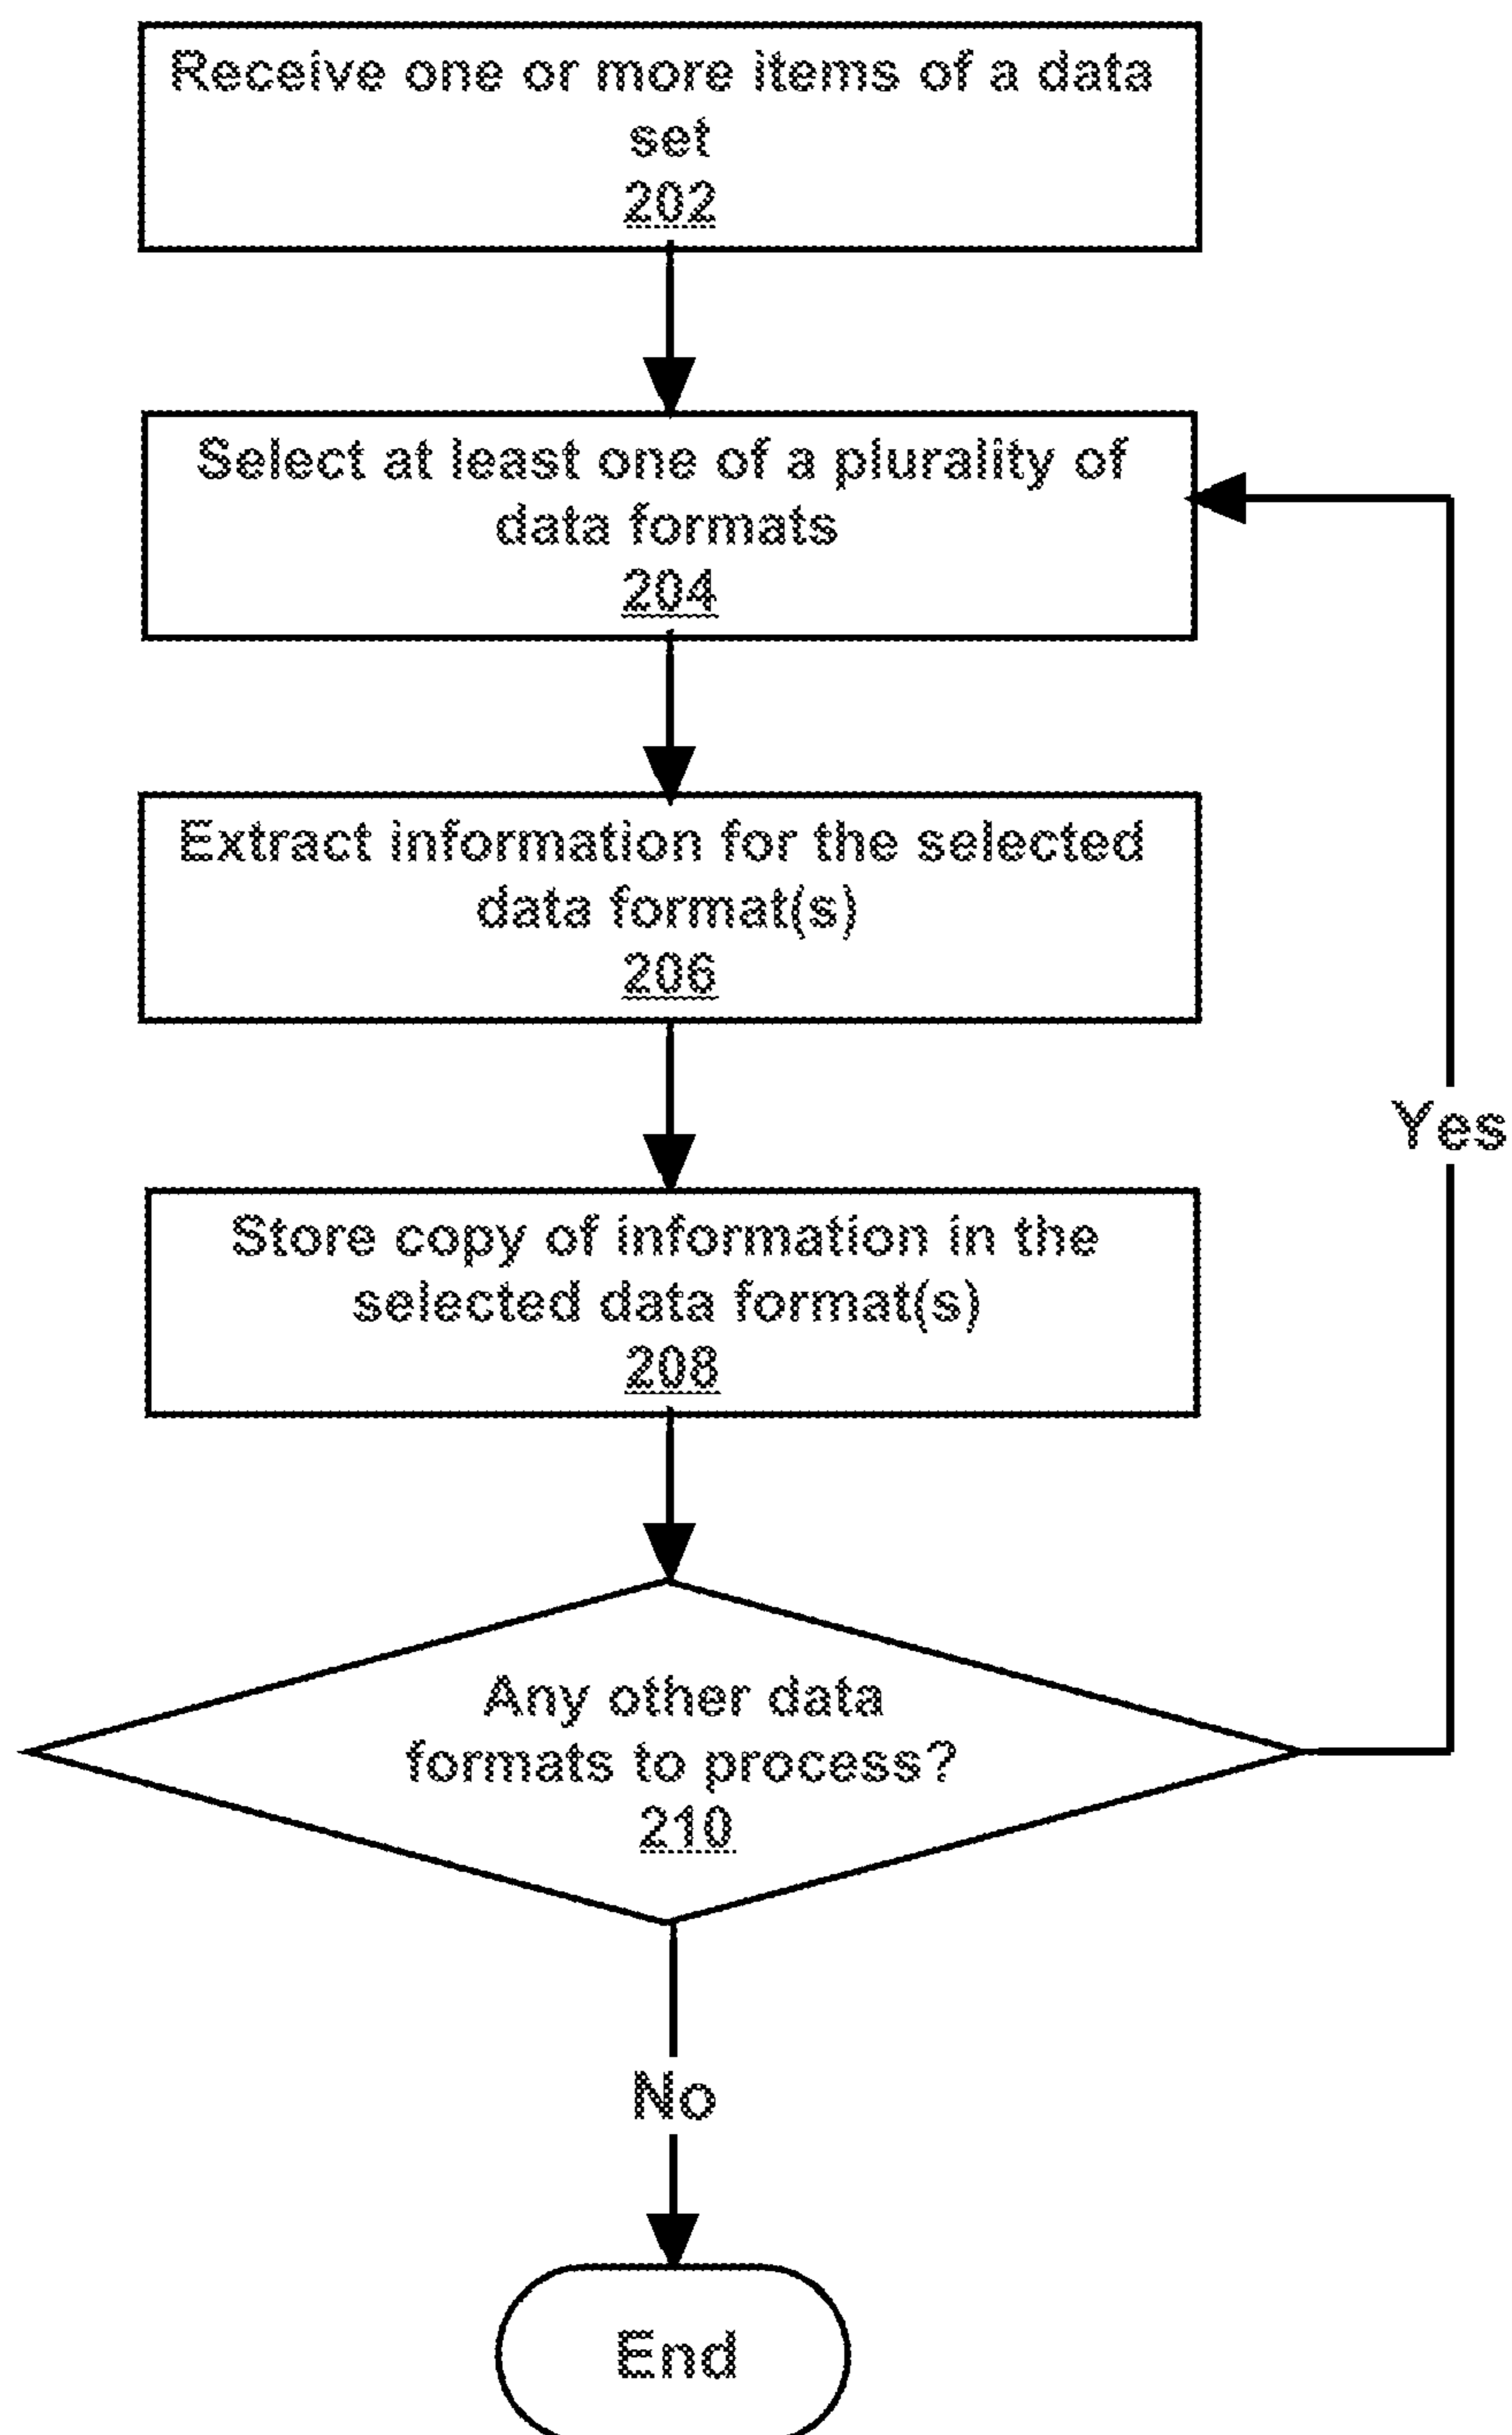 Receive one or more items of a data
set
202
Select at least one of a plurality of
data formats
204
Extract information for the selected
data format(s)
206
Store copy of information in the
selected data format(s)
208
Any other data
formats to process?
210
Yes
No
End